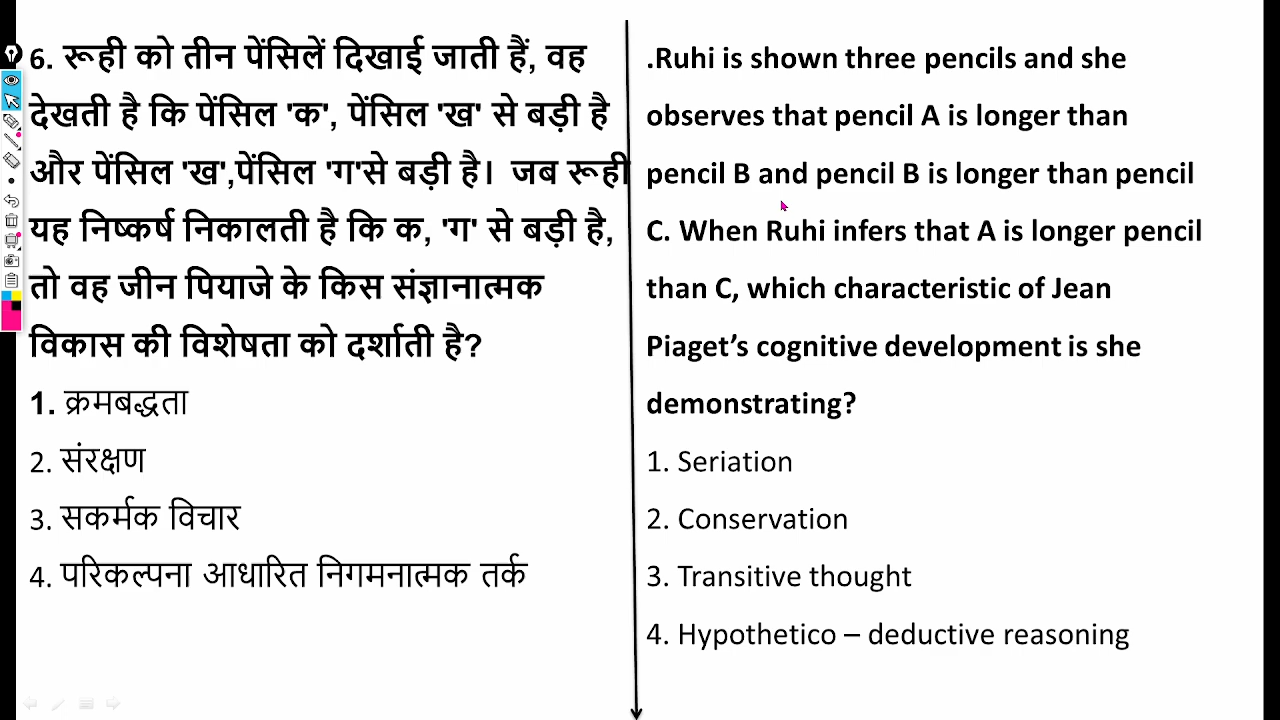 6. रूही को तीन पेंसिलें दिखाई जाती हैं, वह
देखती है कि पेंसिल 'क', पेंसिल 'ख' से बड़ी है
और पेंसिल 'ख',पेंसिल 'ग'से बड़ी है। जब रूही
यह निष्कर्ष निकालती है कि क, 'ग' से बड़ी है,
तो वह जीन पियाजे के किस संज्ञानात्मक
विकास की विशेषता को दर्शाती है?
1. क्रमबद्धता
2. संरक्षण
3. सकर्मक विचार
4. परिकल्पना आधारित निगमनात्मक तर्क
.Ruhi is shown three pencils and she
observes that pencil A is longer than
pencil B and pencil B is longer than pencil
C. When Ruhi infers that A is longer pencil
than C, which characteristic of Jean
Piaget’s cognitive development is she
demonstrating?
1. Seriation
2. Conservation
3. Transitive thought
4. Hypothetico – deductive reasoning